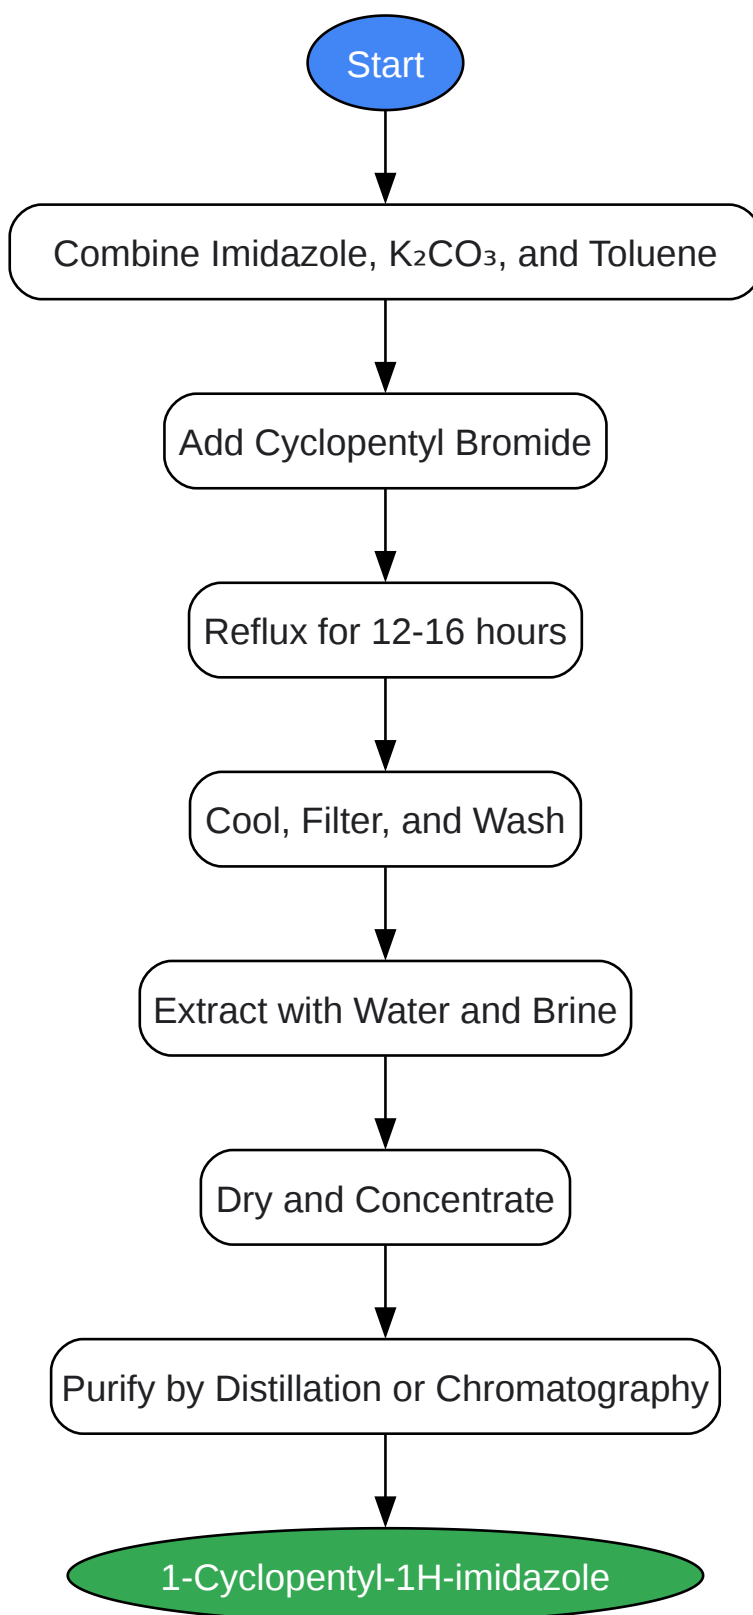 Start
Combine Imidazole, K₂CO₃, and Toluene
Add Cyclopentyl Bromide
Reflux for 12-16 hours
Cool, Filter, and Wash
Extract with Water and Brine
Dry and Concentrate
Purify by Distillation or Chromatography
1-Cyclopentyl-1H-imidazole